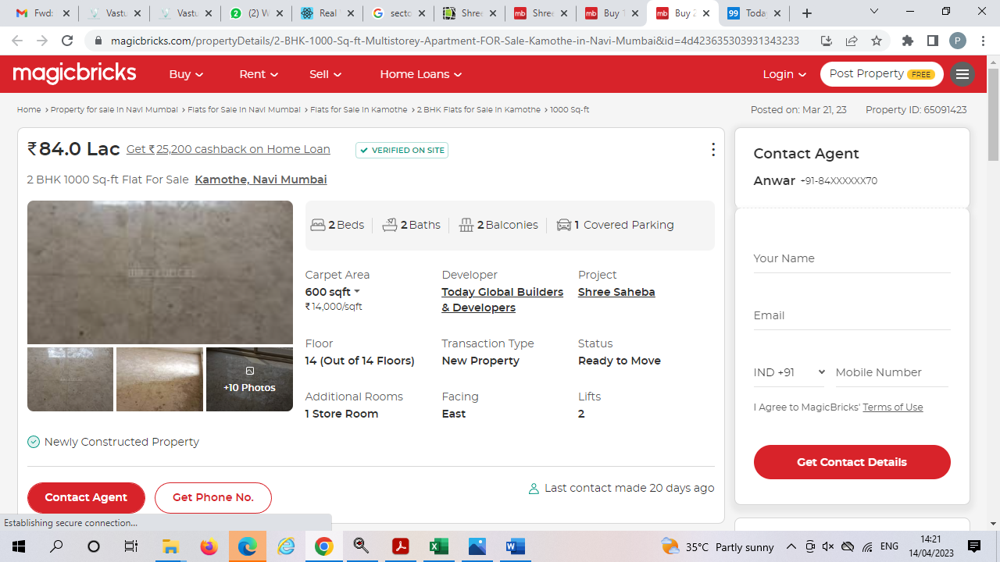 Fwd:
Vastu
Vastu
(2) W
Real
secto
Shree
Shree
Buy 1
Buy 2
Today
magicbricks.com/propertyDetails/2-BHK-1000-Sq-ft-Multistorey-Apartment-FOR-Sale-Kamothe-in-Navi-Mumbai&id=4d423635303931343233
P
magicbricks Buy Rent Sell Home Loans Login Post Property FREE
Home > Property for sale in Navi Mumbai > Flats for Sale in Navi Mumbai > Flats for Sale in Kamothe > 2 BHK Flats for Sale in Kamothe > 1000 Sq-ft
Posted on: Mar 21, 23 Property ID: 65091423
₹84.0 Lac Get ₹25,200 cashback on Home Loan VERIFIED ON SITE
2 BHK 1000 Sq-ft Flat For Sale Kamothe, Navi Mumbai
2 Beds 2 Baths 2 Balconies 1 Covered Parking
Carpet Area
600 sqft
₹14,000/sqft
Developer
Today Global Builders
& Developers
Project
Shree Saheba
Floor
14 (Out of 14 Floors)
Transaction Type
New Property
Status
Ready to Move
Additional Rooms
1 Store Room
Facing
East
Lifts
2
magicbricks
+10 Photos
Newly Constructed Property
Contact Agent Get Phone No.
Last contact made 20 days ago
Contact Agent
Anwar +91-84XXXXXX70
Your Name
Email
IND +91 Mobile Number
I Agree to MagicBricks' Terms of Use
Get Contact Details
Establishing secure connection...
35°C Partly sunny
ENG
14:21
14/04/2023